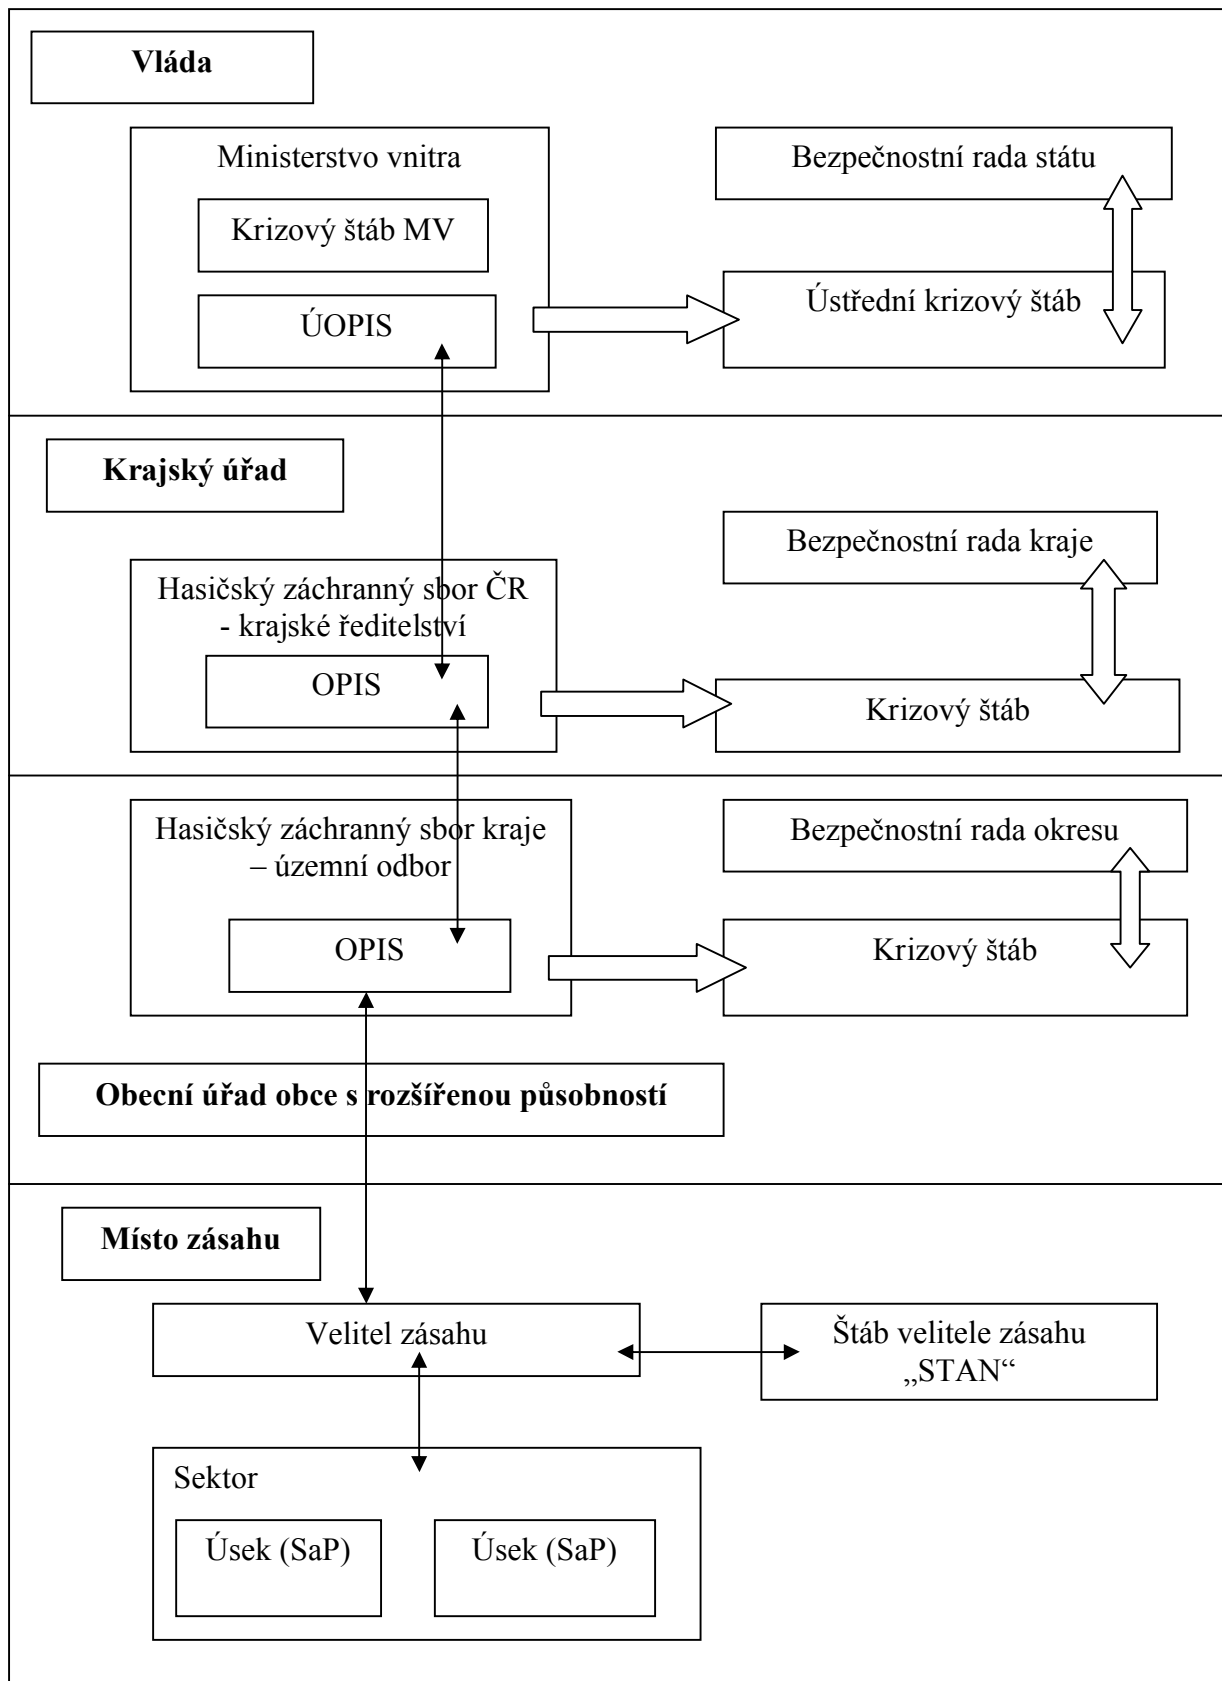 Vláda
Ministerstvo vnitra
Krizový štáb MV
ÚOPIS
Bezpečnostní rada státu
Ústřední krizový štáb
Krajský úřad
Hasičský záchranný sbor ČR
- krajské ředitelství
OPIS
Bezpečnostní rada kraje
Krizový štáb
Hasičský záchranný sbor kraje
– územní odbor
OPIS
Bezpečnostní rada okresu
Krizový štáb
Obecní úřad obce s rozšířenou působností
Místo zásahu
Velitel zásahu
Štáb velitele zásahu
„STAN“
Sektor
Úsek (SaP)
Úsek (SaP)